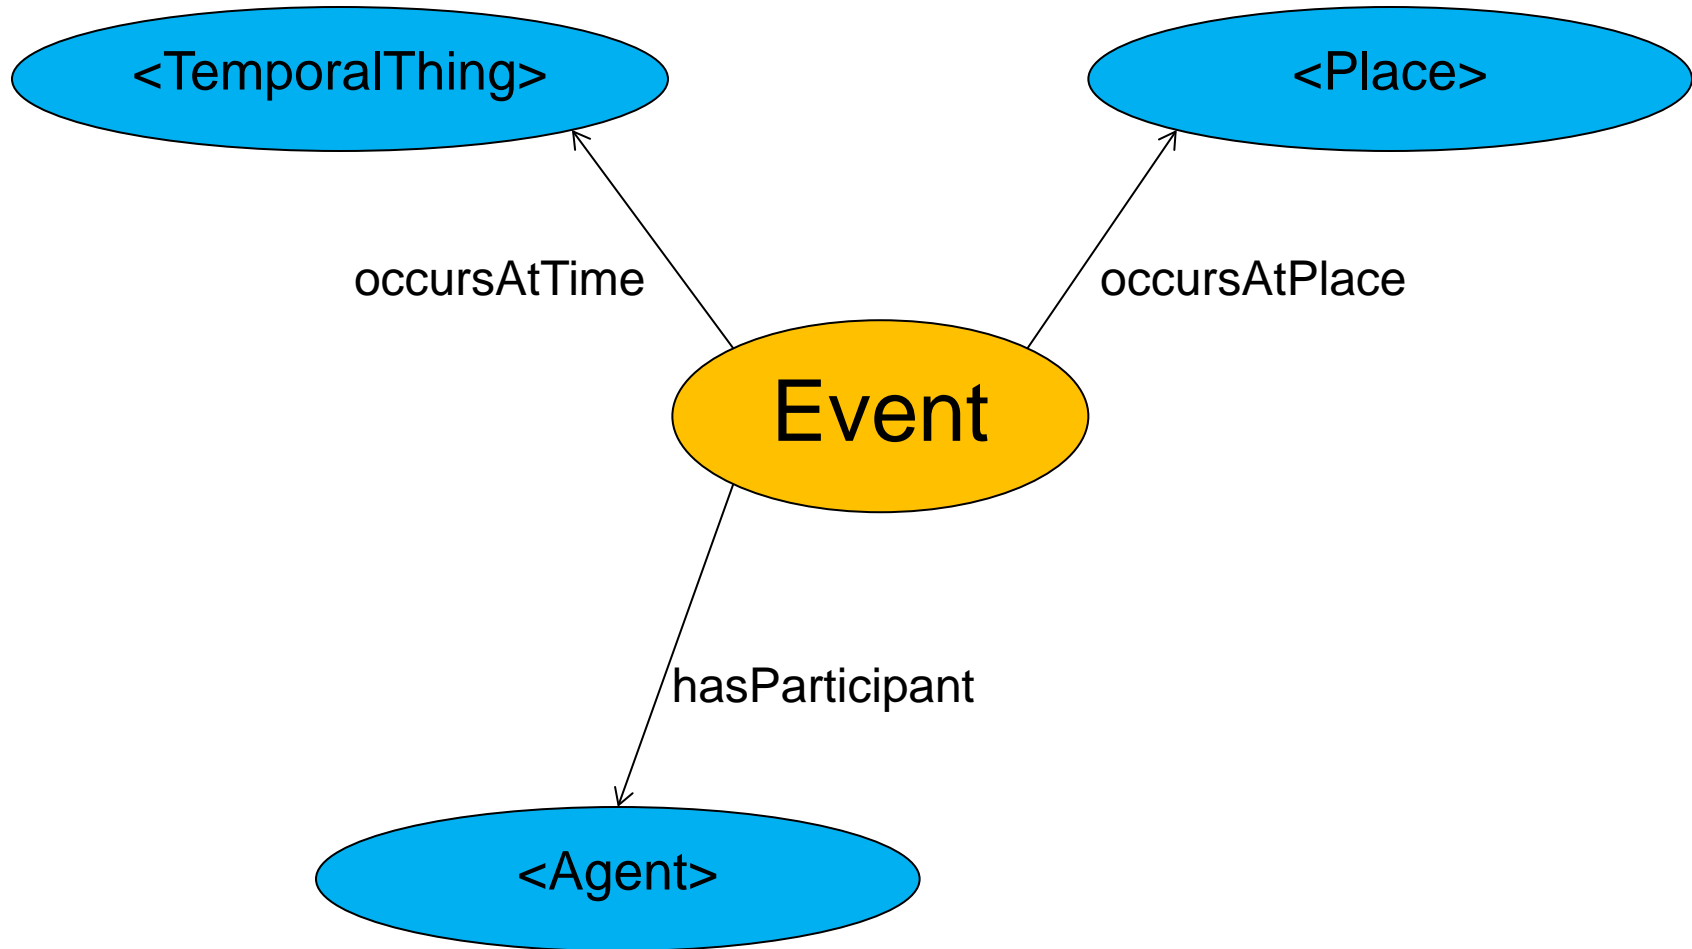 <TemporalThing>
<Place>
occursAtTime
occursAtPlace
Event
hasParticipant
<Agent>